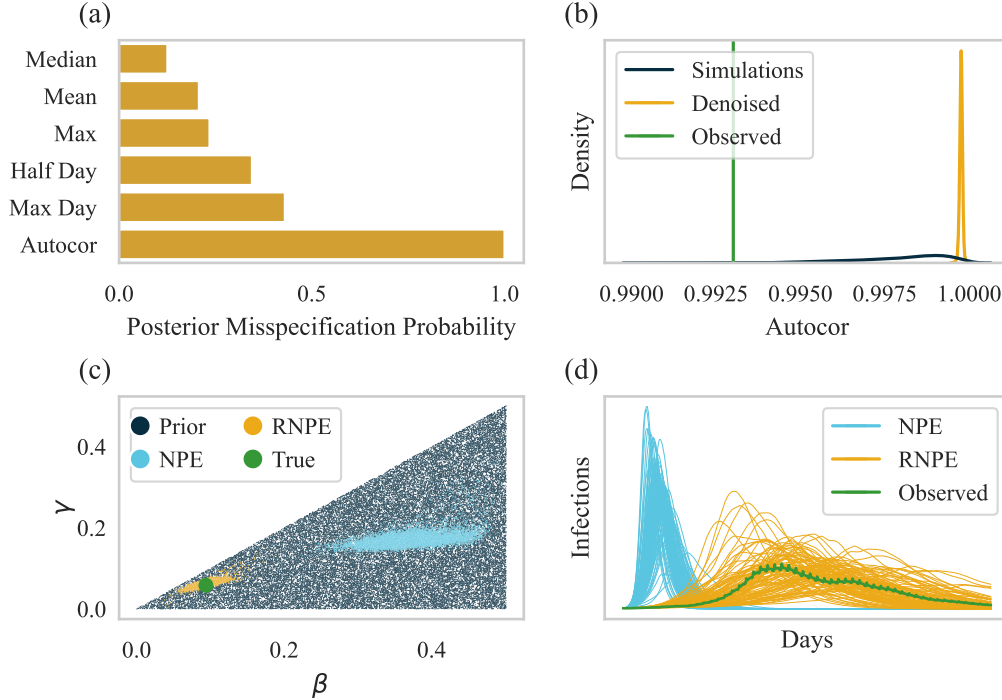 (a)
Median
Mean
Max
Half Day
Max Day
Autocor
0.0 0.5 1.0
Posterior Misspecification Probability
(b)
Simulations
Denoised
Observed
Density
0.9900 0.9925 0.9950 0.9975 1.0000
Autocor
(c)
Prior RNPE
NPE True
0.4
0.2
0.0
γ
0.0 0.2 0.4
β
(d)
NPE
RNPE
Observed
Infections
Days